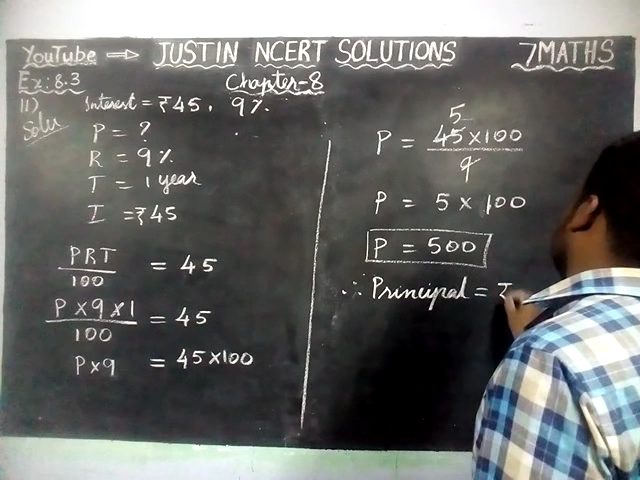 YouTube ⇒ JUSTIN NCERT SOLUTIONS 7MATHS
Ex: 8.3 Chapter-8
11) Interest = ₹45, 9%.
Solu
P = ?
R = 9%
T = 1 year
I = ₹45
PRT/100 = 45
P×9×1/100 = 45
P×9 = 45×100
5
P = 45×100/9
P = 5×100
P = 500
∴ Principal = ₹